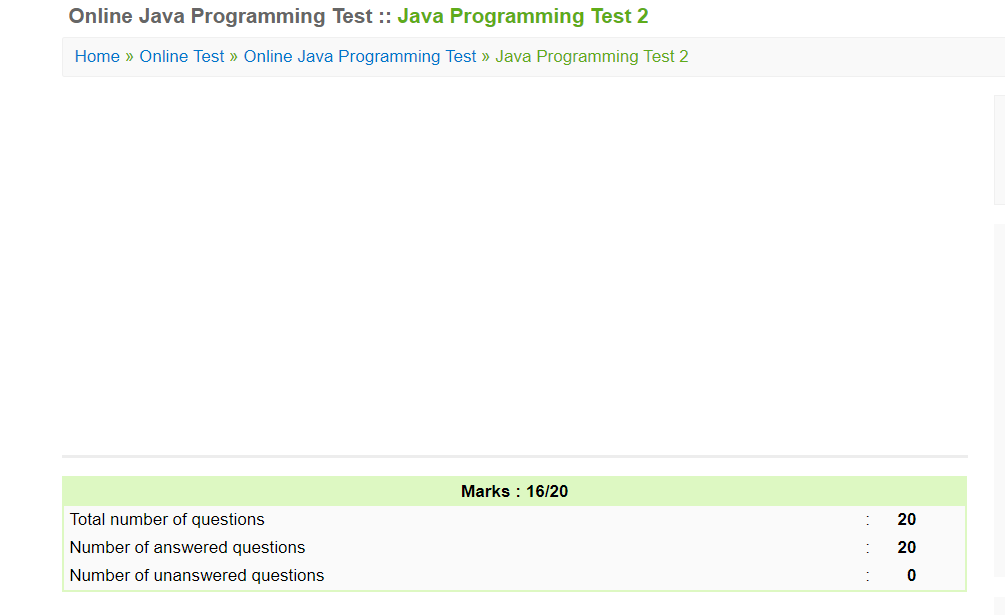 Online Java Programming Test :: Java Programming Test 2
Home » Online Test » Online Java Programming Test » Java Programming Test 2
Marks : 16/20
Total number of questions : 20
Number of answered questions : 20
Number of unanswered questions : 0